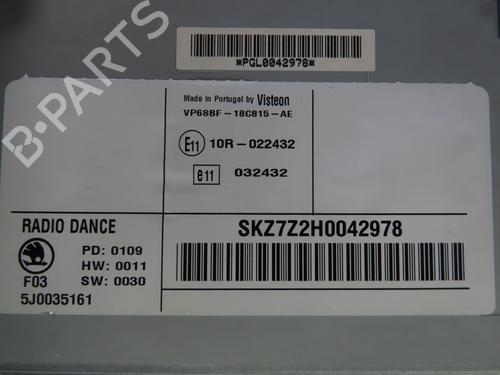 B-PARTS
*PGL0042978*
Made in Portugal by Visteon
VP6SBF-18C815-AE
E11 10R-022432
e11 032432
RADIO DANCE
SKZ7Z2H0042978
PD: 0109
HW: 0011
F03 SW: 0030
5J0035161